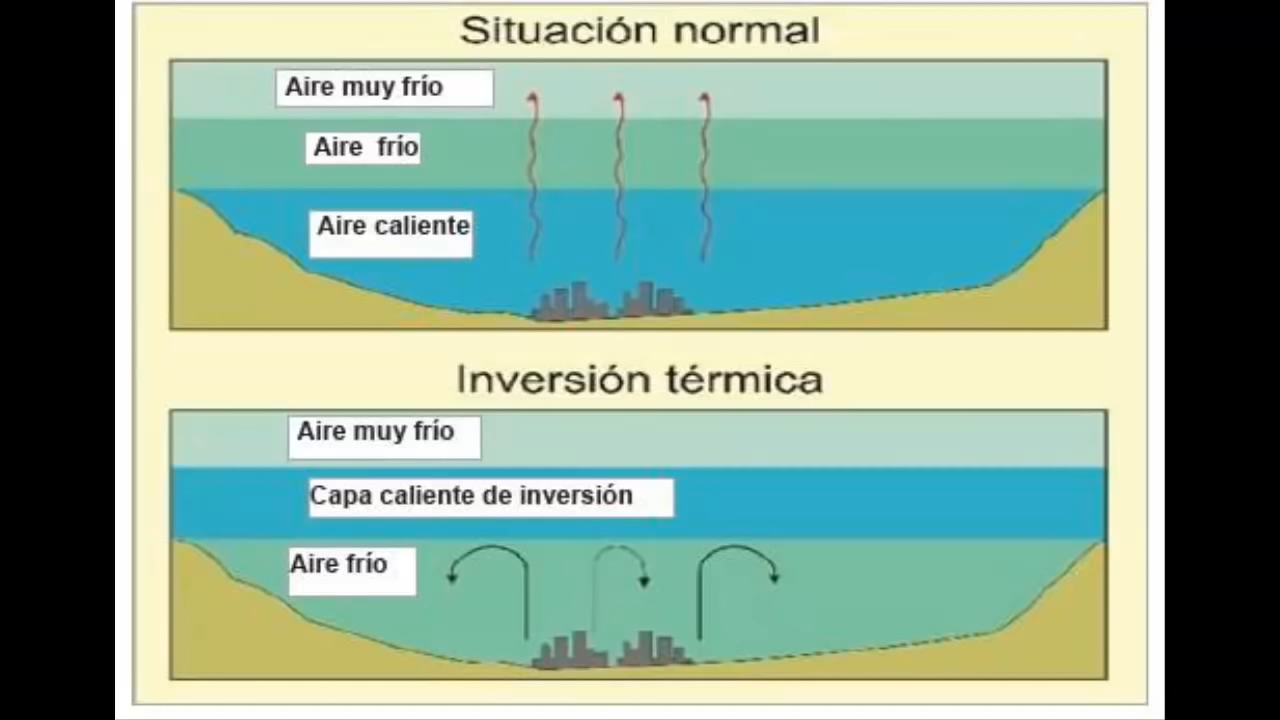 Situación normal
Aire muy frío
Aire frío
Aire caliente
Inversión térmica
Aire muy frío
Capa caliente de inversión
Aire frío